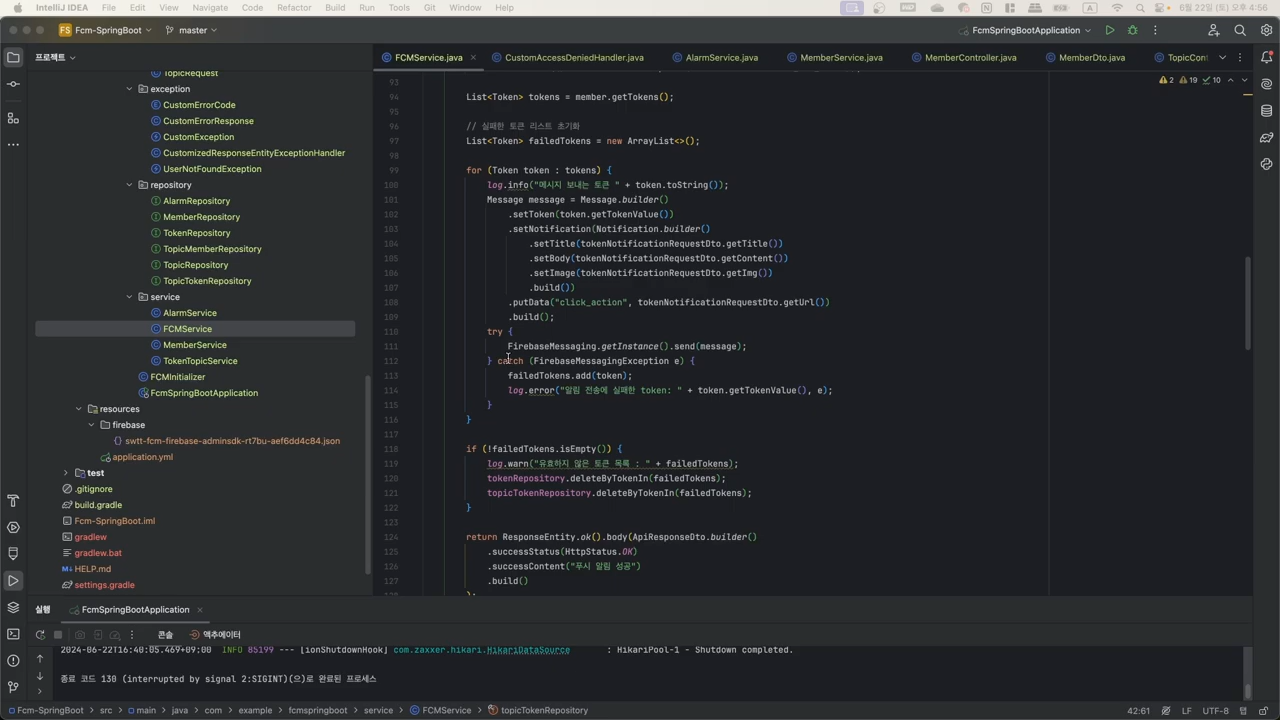 IntelliJ IDEA File Edit View Navigate Code Refactor Build Run Tools Git Window Help 6월 22일 토 오후 4:56
FS Fcm-SpringBoot master FcmSpringBootApplication
프로젝트
FCMService.java CustomAccessDeniedHandler.java AlarmService.java MemberService.java MemberController.java MemberDto.java TopicCont
TopicRequest
exception
CustomErrorCode
CustomErrorResponse
CustomException
CustomizedResponseEntityExceptionHandler
UserNotFoundException
repository
AlarmRepository
MemberRepository
TokenRepository
TopicMemberRepository
TopicRepository
TopicTokenRepository
service
AlarmService
FCMService
MemberService
TokenTopicService
FCMInitializer
FcmSpringBootApplication
resources
firebase
swtt-fcm-firebase-adminsdk-rt7bu-aef6dd4c84.json
application.yml
test
.gitignore
build.gradle
Fcm-SpringBoot.iml
gradlew
gradlew.bat
HELP.md
settings.gradle
2 19 10
93
94 List<Token> tokens = member.getTokens();
95
96 // 실패한 토큰 리스트 초기화
97 List<Token> failedTokens = new ArrayList<>();
98
99 for (Token token : tokens) {
100 log.info("메시지 보내는 토큰 " + token.toString());
101 Message message = Message.builder()
102 .setToken(token.getTokenValue())
103 .setNotification(Notification.builder()
104 .setTitle(tokenNotificationRequestDto.getTitle())
105 .setBody(tokenNotificationRequestDto.getContent())
106 .setImage(tokenNotificationRequestDto.getImg())
107 .build())
108 .putData("click_action", tokenNotificationRequestDto.getUrl())
109 .build();
110 try {
111 FirebaseMessaging.getInstance().send(message);
112 } catch (FirebaseMessagingException e) {
113 failedTokens.add(token);
114 log.error("알림 전송에 실패한 token: " + token.getTokenValue(), e);
115 }
116 }
117
118 if (!failedTokens.isEmpty()) {
119 log.warn("유효하지 않은 토큰 목록 : " + failedTokens);
120 tokenRepository.deleteByTokenIn(failedTokens);
121 topicTokenRepository.deleteByTokenIn(failedTokens);
122 }
123
124 return ResponseEntity.ok().body(ApiResponseDto.builder()
125 .successStatus(HttpStatus.OK)
126 .successContent("푸시 알림 성공")
127 .build()
실행 FcmSpringBootApplication
콘솔 액추에이터
2024-06-22T16:40:05.469+09:00 INFO 85199 --- [ionShutdownHook] com.zaxxer.hikari.HikariDataSource : HikariPool-1 - Shutdown completed.
종료 코드 130 (interrupted by signal 2:SIGINT)(으)로 완료된 프로세스
Fcm-SpringBoot > src > main > java > com > example > fcmspringboot > service > FCMService > topicTokenRepository 42:61 LF UTF-8